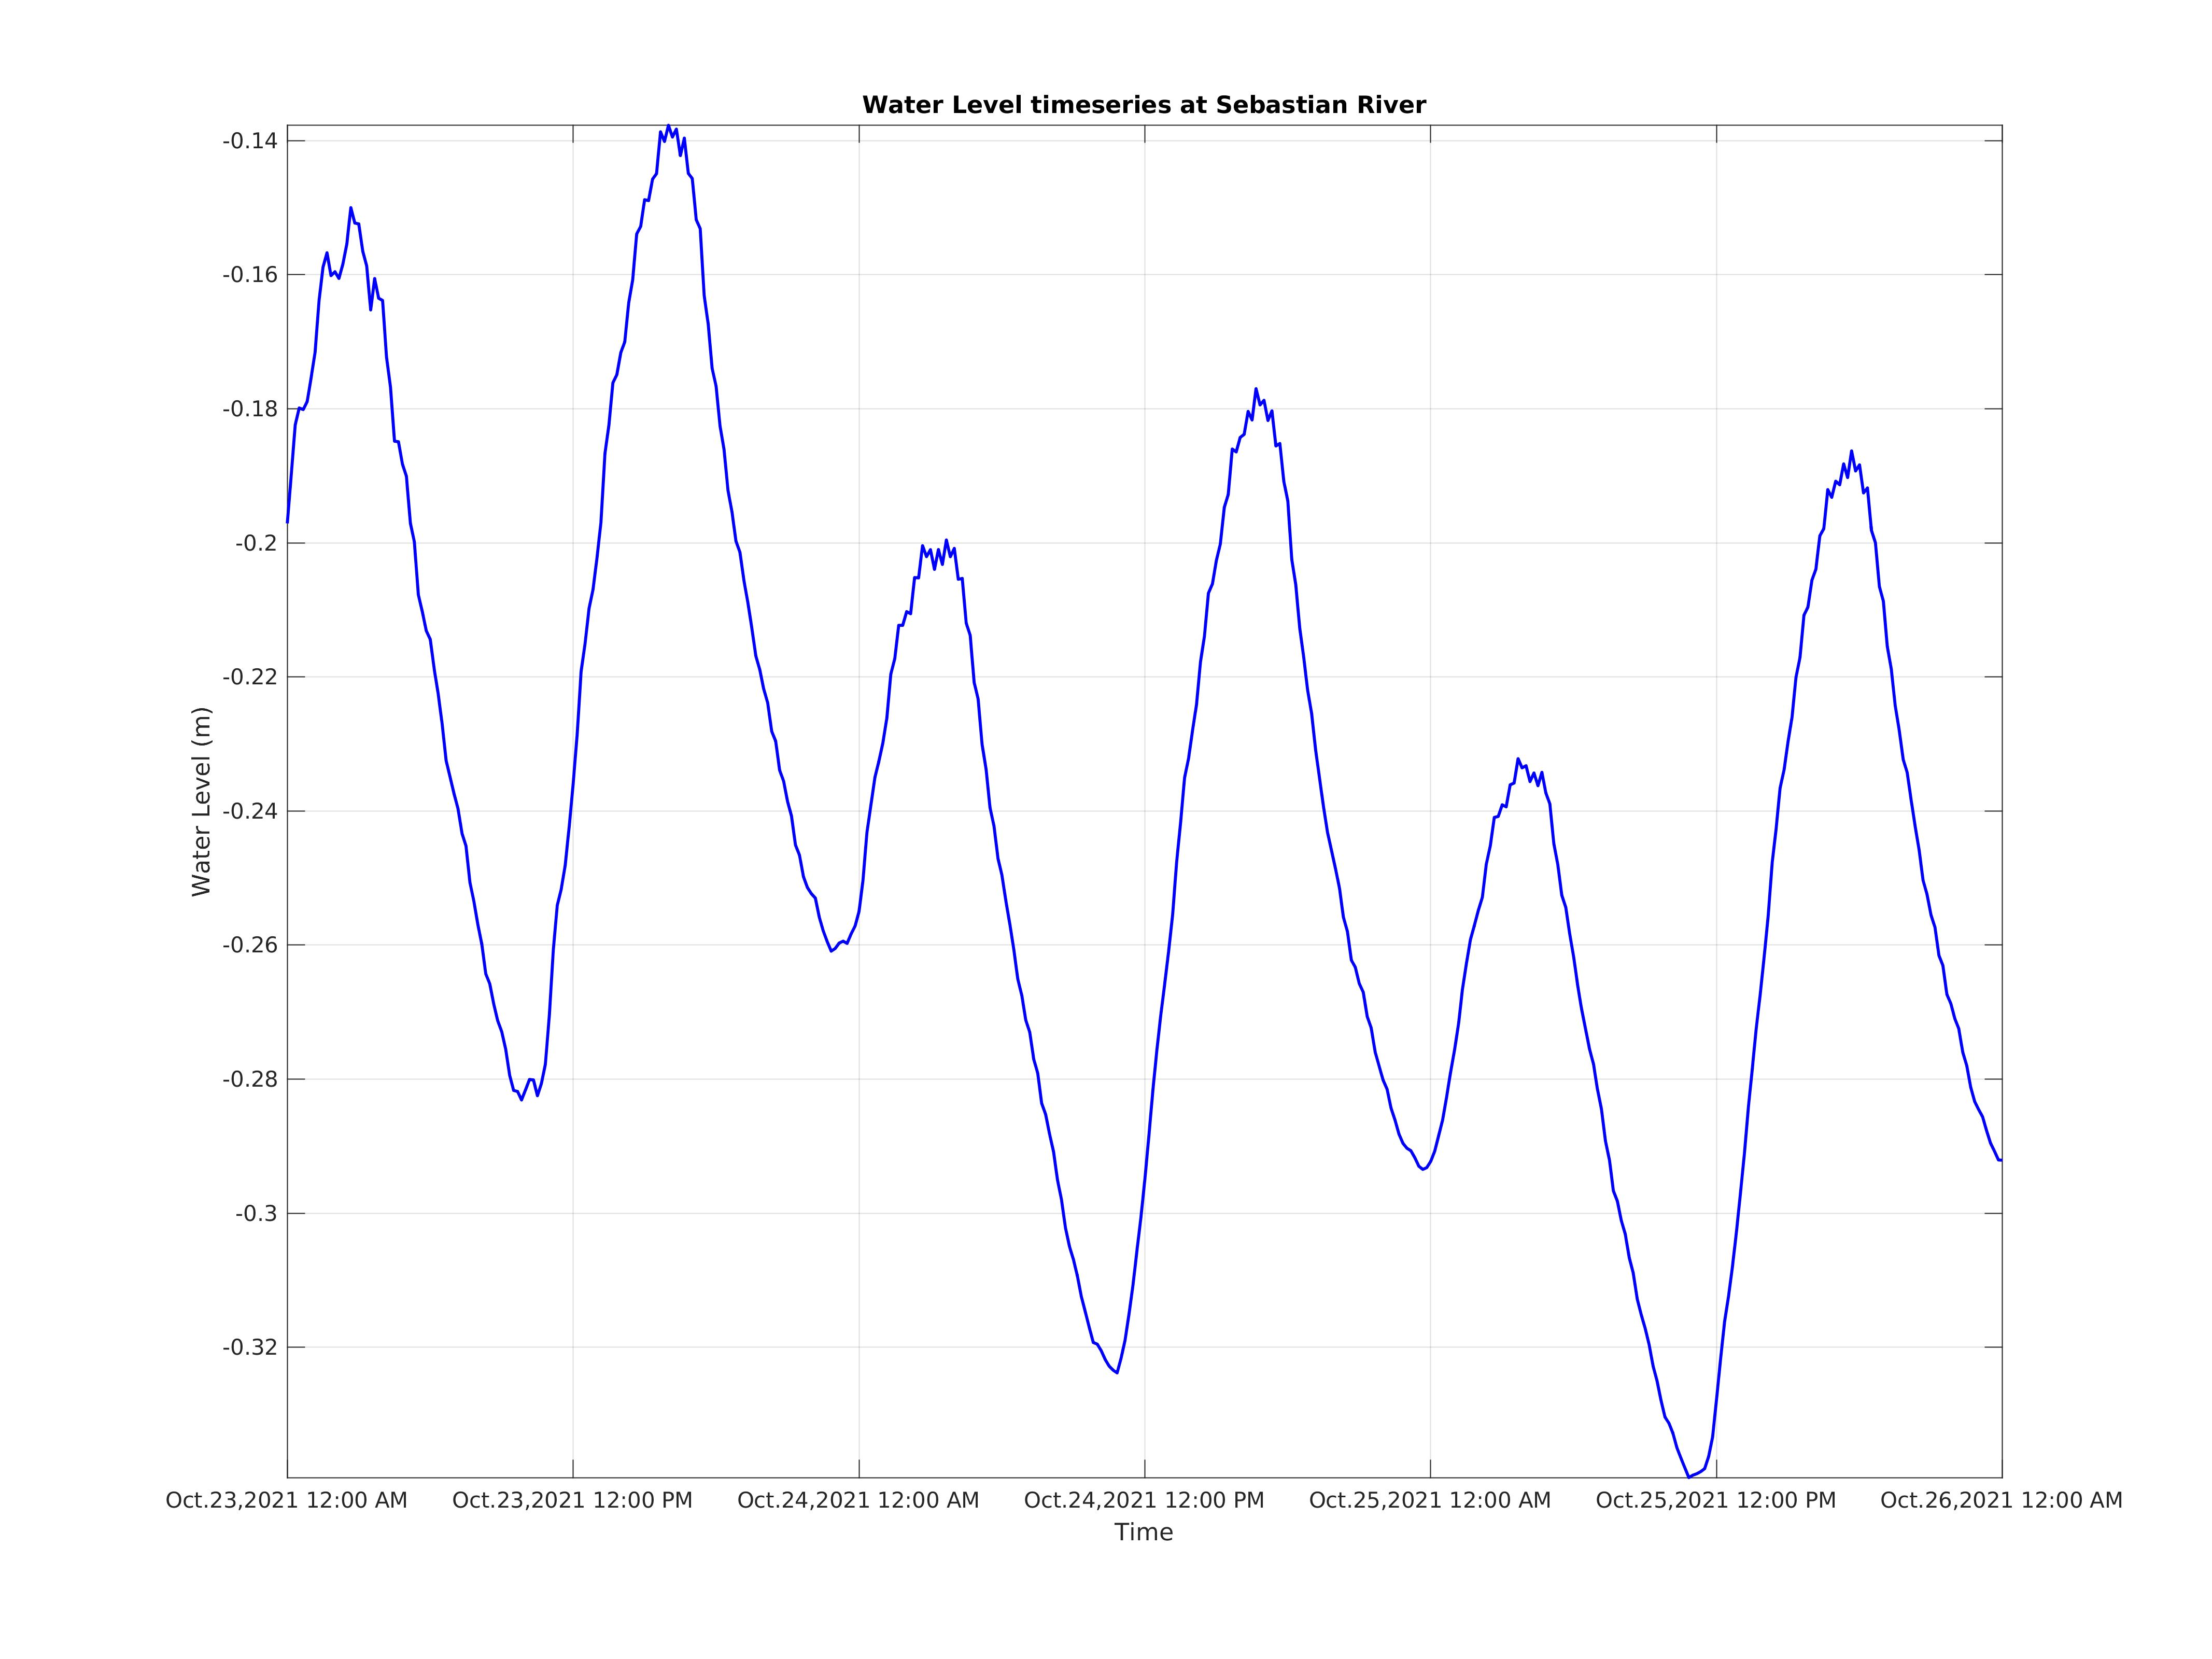 Water Level timeseries at Sebastian River
-0.14
-0.16
-0.18
-0.2
-0.22
-0.24
-0.26
-0.28
-0.3
-0.32
Water Level (m)
Oct.23,2021 12:00 AM Oct.23,2021 12:00 PM Oct.24,2021 12:00 AM Oct.24,2021 12:00 PM Oct.25,2021 12:00 AM Oct.25,2021 12:00 PM Oct.26,2021 12:00 AM
Time